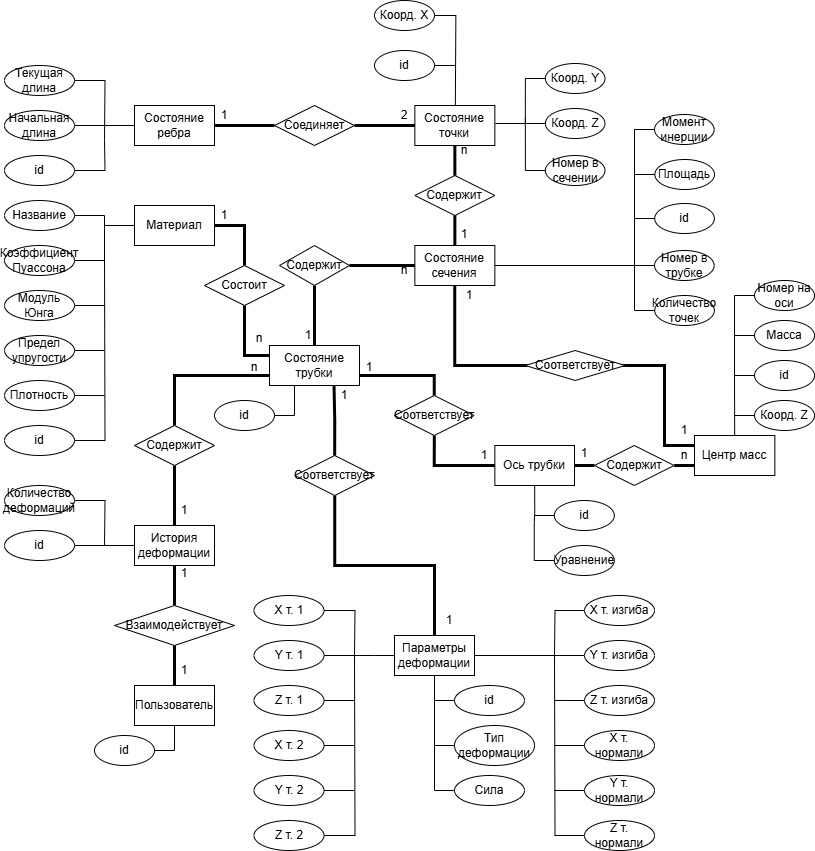 Коорд. X
id
Текущая
длина
Начальная
длина
id
Состояние
ребра
1
Соединяет
2
Состояние
точки
n
Коорд. Y
Коорд. Z
Номер в
сечении
Момент
инерции
Площадь
id
Номер в
трубке
Количество
точек
Содержит
1
Название
Коэффициент
Пуассона
Модуль
Юнга
Предел
упругости
Плотность
id
Материал
1
Состоит
n
Содержит
n
1
Состояние
сечения
1
Номер на
оси
Масса
id
Коорд. Z
Соответствует
1
Центр масс
Состояние
трубки
n
1
1
id
Соответствует
1
Ось трубки
1
Содержит
n
id
Уравнение
Содержит
1
Соответствует
1
Количество
деформаций
id
История
деформации
1
Взаимодействует
1
Пользователь
id
X т. 1
Y т. 1
Z т. 1
X т. 2
Y т. 2
Z т. 2
Параметры
деформации
id
Тип
деформации
Сила
X т. изгиба
Y т. изгиба
Z т. изгиба
X т.
нормали
Y т.
нормали
Z т.
нормали